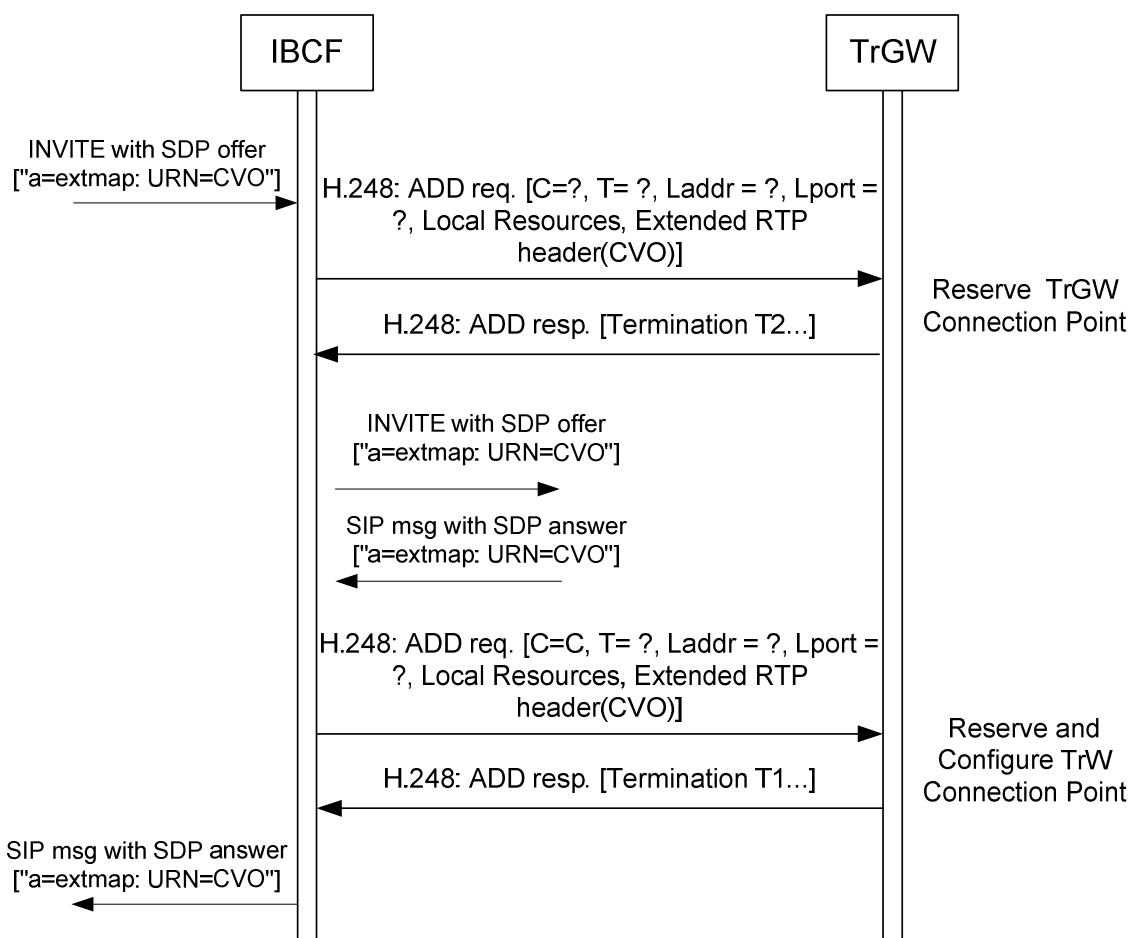 IBCF
TrGW
INVITE with SDP offer
["a=extmap: URN=CVO"]
H.248: ADD req. [C=?, T= ?, Laddr = ?, Lport =
?, Local Resources, Extended RTP
header(CVO)]
Reserve TrGW
Connection Point
H.248: ADD resp. [Termination T2...]
INVITE with SDP offer
["a=extmap: URN=CVO"]
SIP msg with SDP answer
["a=extmap: URN=CVO"]
H.248: ADD req. [C=C, T= ?, Laddr = ?, Lport =
?, Local Resources, Extended RTP
header(CVO)]
Reserve and
Configure TrW
Connection Point
H.248: ADD resp. [Termination T1...]
SIP msg with SDP answer
["a=extmap: URN=CVO"]